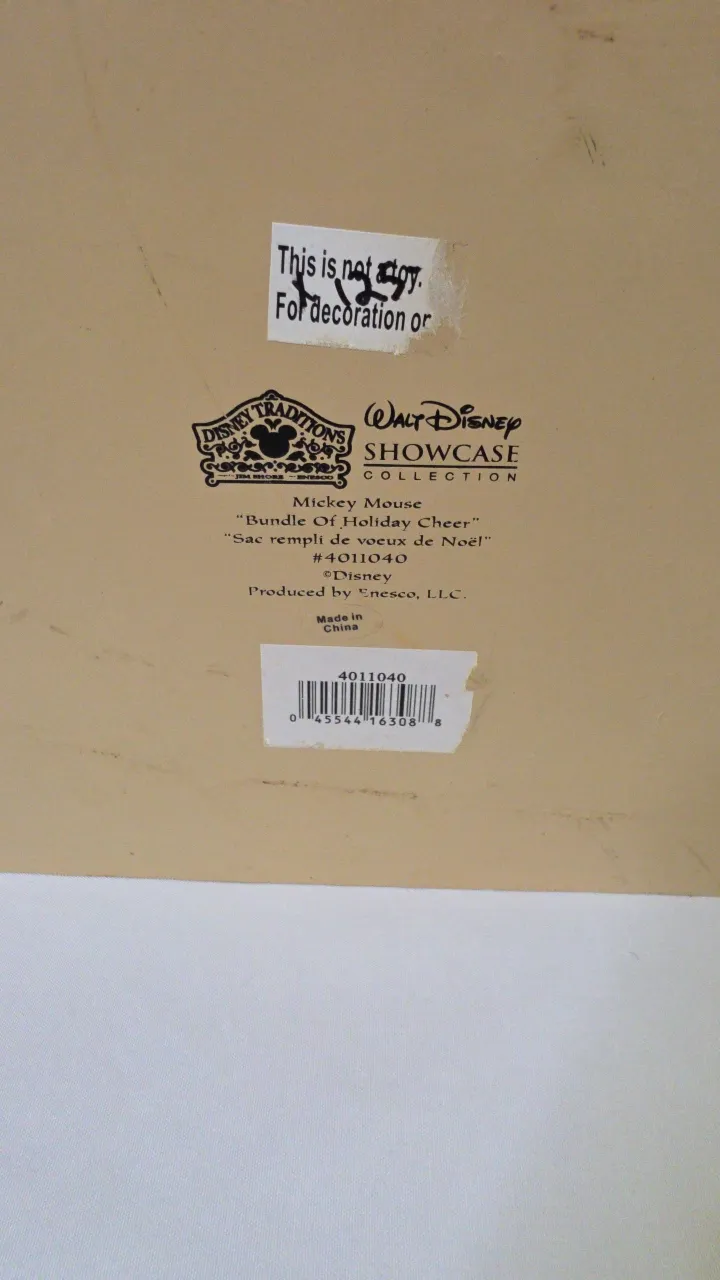 This is not a toy.
125
For decoration or
DISNEY TRADITIONS
JIM SHORE ENESCO
WALT DISNEY
SHOWCASE
COLLECTION
Mickey Mouse
"Bundle Of Holiday Cheer"
"Sac rempli de voeux de Noël"
#4011040
©Disney
Produced by Enesco, LLC.
Made in
China
4011040
0 45544 16308 8